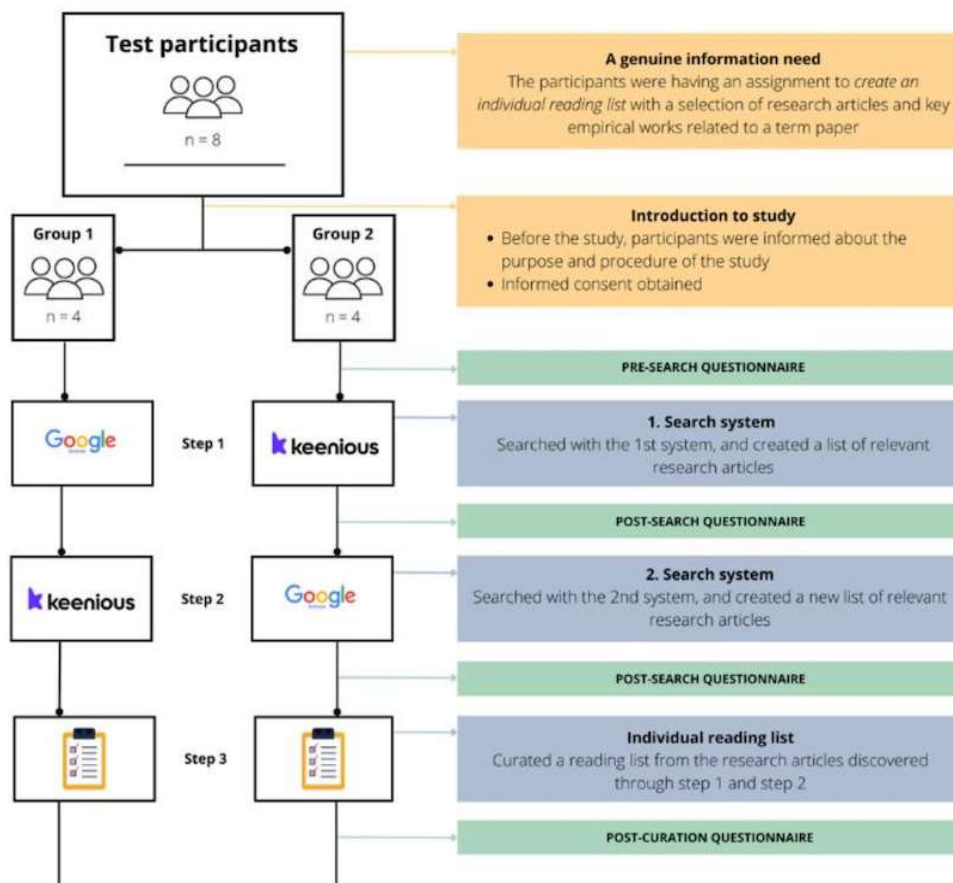 Test participants
n = 8
A genuine information need
The participants were having an assignment to create an
individual reading list with a selection of research articles and key
empirical works related to a term paper
Group 1
n = 4
Group 2
n = 4
Introduction to study
• Before the study, participants were informed about the
purpose and procedure of the study
• Informed consent obtained
PRE-SEARCH QUESTIONNAIRE
Google
Step 1
keenious
1. Search system
Searched with the 1st system, and created a list of relevant
research articles
POST-SEARCH QUESTIONNAIRE
keenious
Step 2
Google
2. Search system
Searched with the 2nd system, and created a new list of relevant
research articles
POST-SEARCH QUESTIONNAIRE
Step 3
Individual reading list
Curated a reading list from the research articles discovered
through step 1 and step 2
POST-CURATION QUESTIONNAIRE